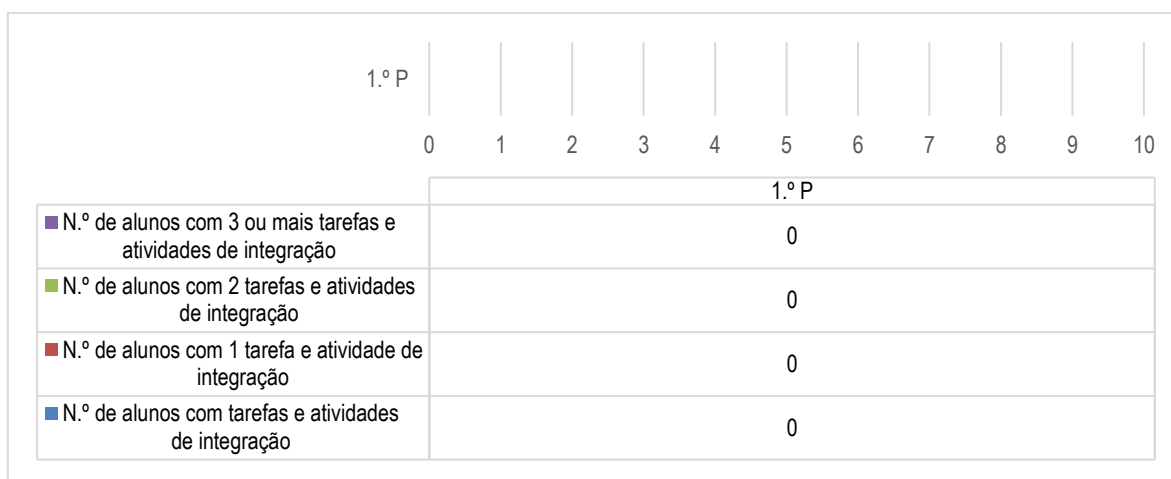 1.º P
0 1 2 3 4 5 6 7 8 9 10
1.º P
N.º de alunos com 3 ou mais tarefas e
atividades de integração
0
N.º de alunos com 2 tarefas e atividades
de integração
0
N.º de alunos com 1 tarefa e atividade de
integração
0
N.º de alunos com tarefas e atividades
de integração
0